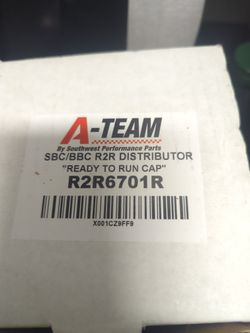 A-TEAM
By Southwest Performance Parts
SBC/BBC R2R DISTRIBUTOR
"READY TO RUN CAP"
R2R6701R
X001CZ9FF9